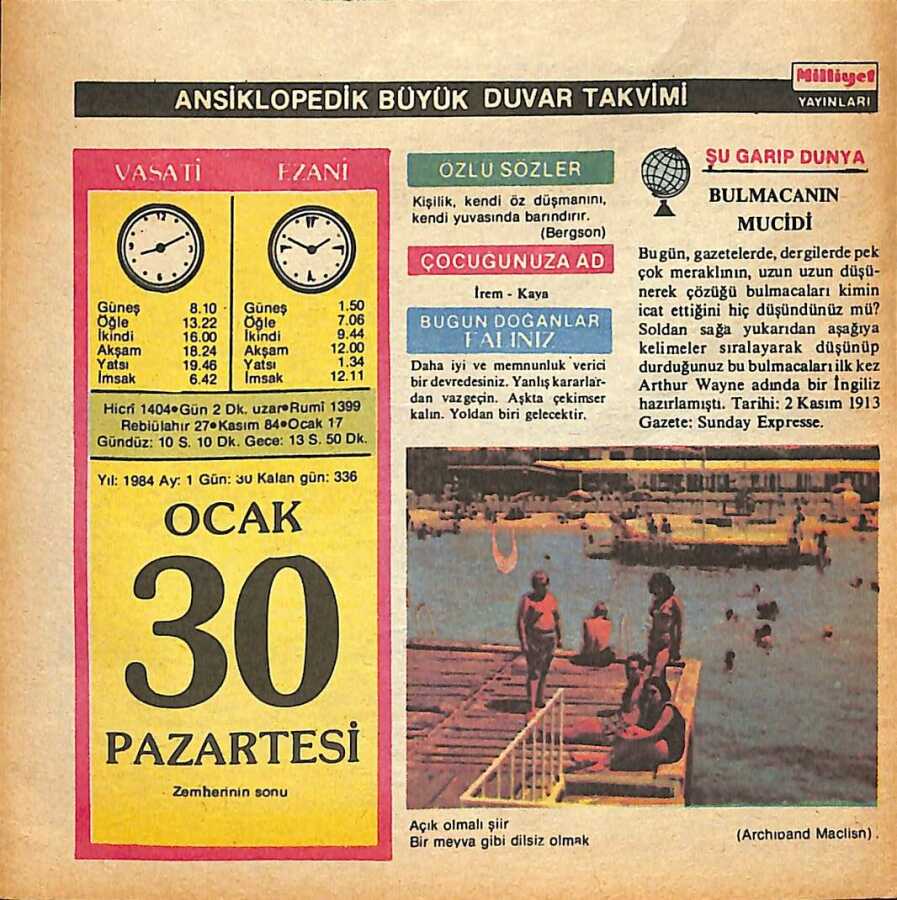 Milliyet
YAYINLARI
ANSİKLOPEDİK BÜYÜK DUVAR TAKVİMİ
VASATİ EZANİ
Güneş 8.10 Güneş 1.50
Öğle 13.22 Öğle 7.06
İkindi 16.00 İkindi 9.44
Akşam 18.24 Akşam 12.00
Yatsı 19.46 Yatsı 1.34
İmsak 6.42 İmsak 12.11
Hicrî 1404•Gün 2 Dk. uzar•Rumî 1399
Rebiülahır 27•Kasım 84•Ocak 17
Gündüz: 10 S. 10 Dk. Gece: 13 S. 50 Dk.
Yıl: 1984 Ay: 1 Gün: 30 Kalan gün: 336
OCAK
30
PAZARTESİ
Zemherinin sonu
ÖZLÜ SÖZLER
Kişilik, kendi öz düşmanını,
kendi yuvasında barındırır.
(Bergson)
ÇOCUĞUNUZA AD
İrem - Kaya
BUGÜN DOĞANLAR
FALINIZ
Daha iyi ve memnunluk verici
bir devredesiniz. Yanlış kararlar-
dan vazgeçin. Aşkta çekimser
kalın. Yoldan biri gelecektir.
ŞU GARİP DÜNYA
BULMACANIN
MUCİDİ
Bugün, gazetelerde, dergilerde pek
çok meraklının, uzun uzun düşü-
nerek çözüğü bulmacaları kimin
icat ettiğini hiç düşündünüz mü?
Soldan sağa yukarıdan aşağıya
kelimeler sıralayarak düşünüp
durduğunuz bu bulmacaları ilk kez
Arthur Wayne adında bir İngiliz
hazırlamıştı. Tarihi: 2 Kasım 1913
Gazete: Sunday Expresse.
Açık olmalı şiir
Bir meyva gibi dilsiz olmak
(Archıband Maclisn).